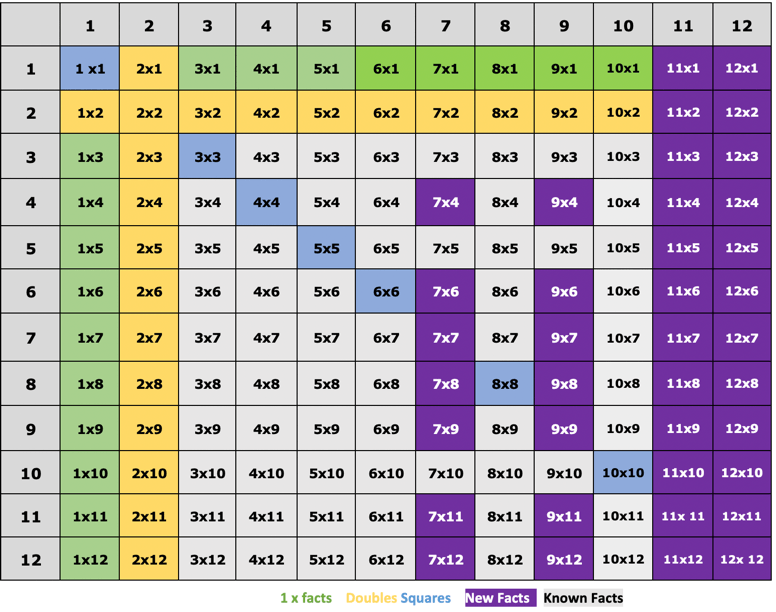 1 2 3 4 5 6 7 8 9 10 11 12
1 1 x1 2x1 3x1 4x1 5x1 6x1 7x1 8x1 9x1 10x1 11x1 12x1
2 1x2 2x2 3x2 4x2 5x2 6x2 7x2 8x2 9x2 10x2 11x2 12x2
3 1x3 2x3 3x3 4x3 5x3 6x3 7x3 8x3 9x3 10x3 11x3 12x3
4 1x4 2x4 3x4 4x4 5x4 6x4 7x4 8x4 9x4 10x4 11x4 12x4
5 1x5 2x5 3x5 4x5 5x5 6x5 7x5 8x5 9x5 10x5 11x5 12x5
6 1x6 2x6 3x6 4x6 5x6 6x6 7x6 8x6 9x6 10x6 11x6 12x6
7 1x7 2x7 3x7 4x7 5x7 6x7 7x7 8x7 9x7 10x7 11x7 12x7
8 1x8 2x8 3x8 4x8 5x8 6x8 7x8 8x8 9x8 10x8 11x8 12x8
9 1x9 2x9 3x9 4x9 5x9 6x9 7x9 8x9 9x9 10x9 11x9 12x9
10 1x10 2x10 3x10 4x10 5x10 6x10 7x10 8x10 9x10 10x10 11x10 12x10
11 1x11 2x11 3x11 4x11 5x11 6x11 7x11 8x11 9x11 10x11 11x 11 12x11
12 1x12 2x12 3x12 4x12 5x12 6x12 7x12 8x12 9x12 10x12 11x12 12x 12
1 x facts Doubles Squares New Facts Known Facts